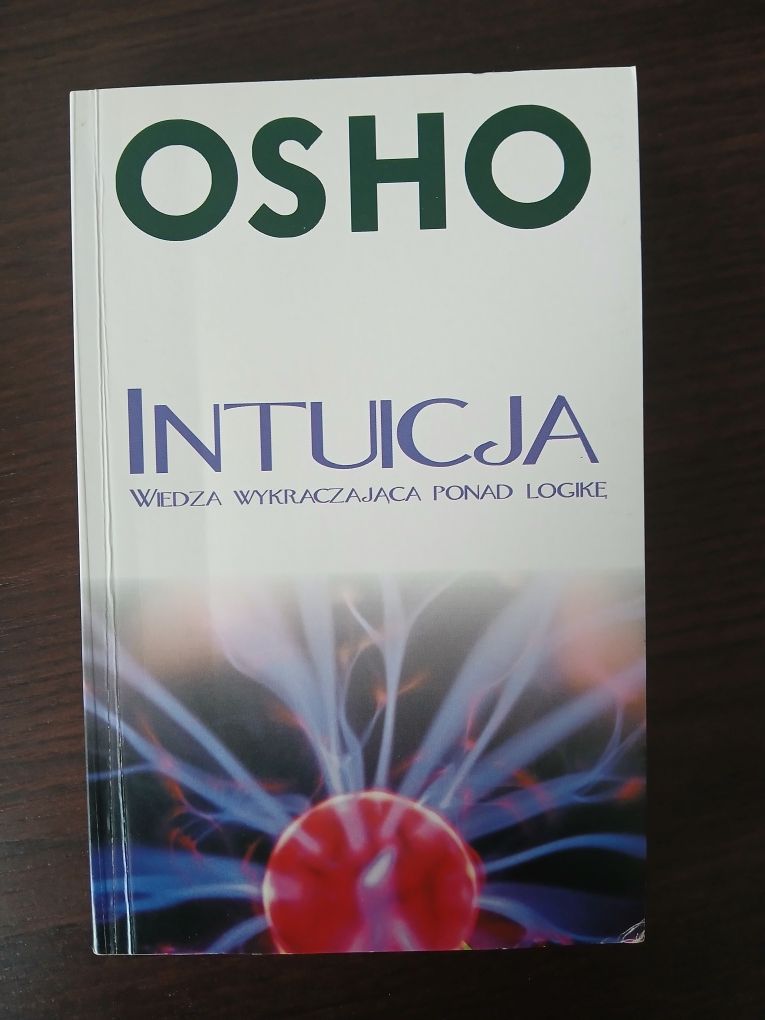 OSHO
INTUICJA
WIEDZA WYKRACZAJĄCA PONAD LOGIKĘ